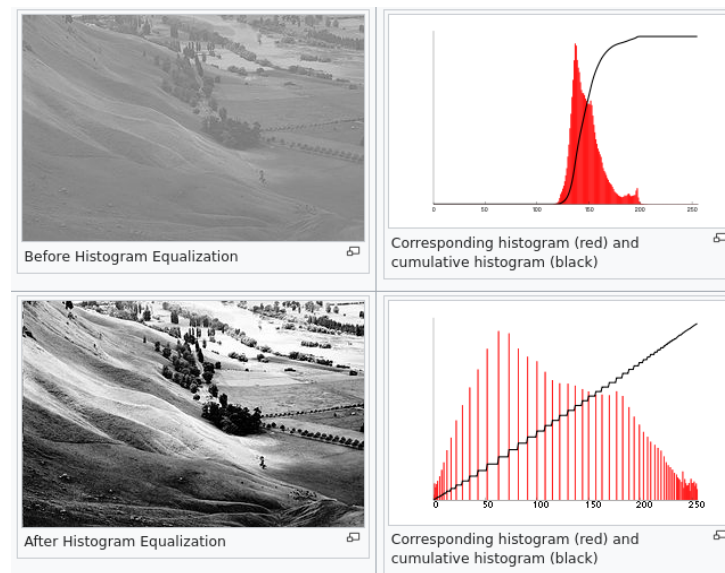 0 50 100 150 200 250
Before Histogram Equalization
Corresponding histogram (red) and
cumulative histogram (black)
0 50 100 150 200 250
After Histogram Equalization
Corresponding histogram (red) and
cumulative histogram (black)